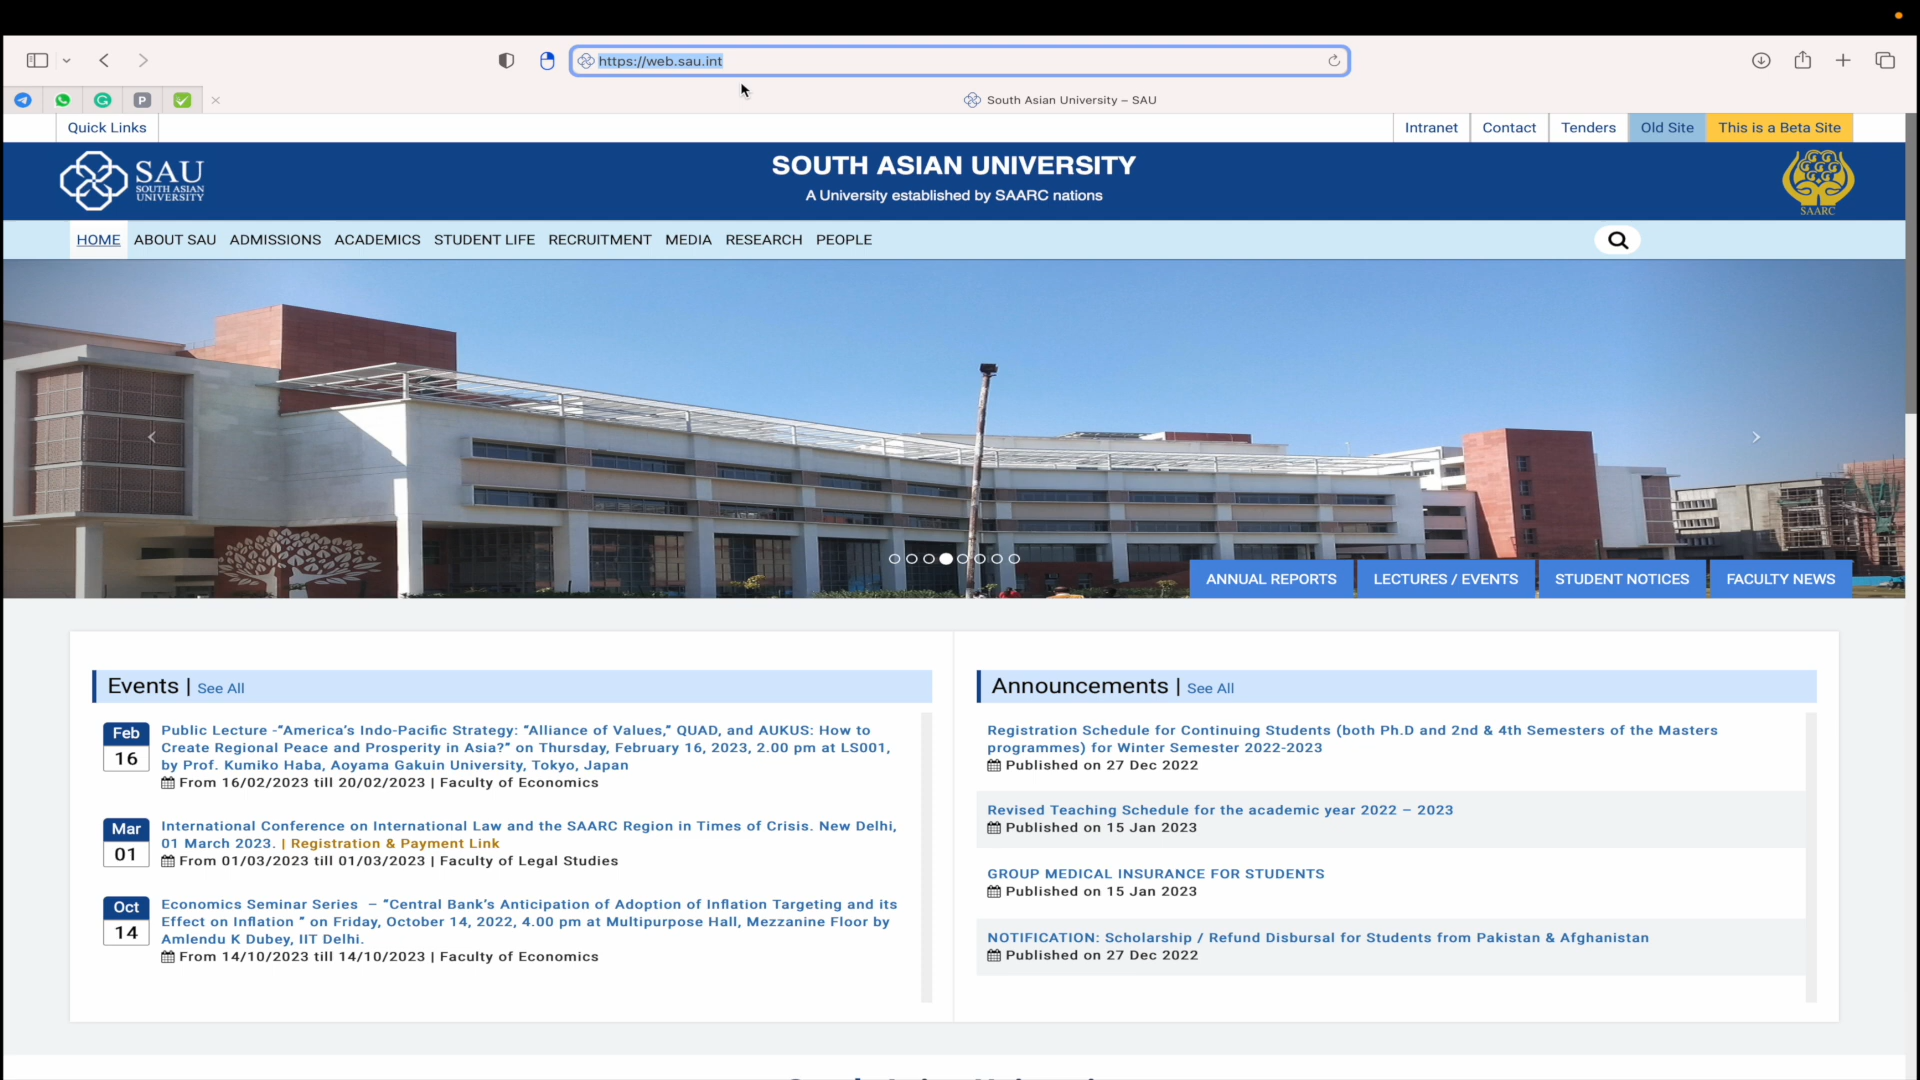 https://web.sau.int
P
South Asian University – SAU
Quick Links
Intranet
Contact
Tenders
Old Site
This is a Beta Site
SAU
SOUTH ASIAN
UNIVERSITY
SOUTH ASIAN UNIVERSITY
A University established by SAARC nations
SAARC
HOME
ABOUT SAU
ADMISSIONS
ACADEMICS
STUDENT LIFE
RECRUITMENT
MEDIA
RESEARCH
PEOPLE
ANNUAL REPORTS
LECTURES / EVENTS
STUDENT NOTICES
FACULTY NEWS
Events | See All
Feb
16
Public Lecture -“America’s Indo-Pacific Strategy: “Alliance of Values,” QUAD, and AUKUS: How to
Create Regional Peace and Prosperity in Asia?” on Thursday, February 16, 2023, 2.00 pm at LS001,
by Prof. Kumiko Haba, Aoyama Gakuin University, Tokyo, Japan
From 16/02/2023 till 20/02/2023 | Faculty of Economics
Mar
01
International Conference on International Law and the SAARC Region in Times of Crisis. New Delhi,
01 March 2023. | Registration & Payment Link
From 01/03/2023 till 01/03/2023 | Faculty of Legal Studies
Oct
14
Economics Seminar Series – “Central Bank’s Anticipation of Adoption of Inflation Targeting and its
Effect on Inflation ” on Friday, October 14, 2022, 4.00 pm at Multipurpose Hall, Mezzanine Floor by
Amlendu K Dubey, IIT Delhi.
From 14/10/2023 till 14/10/2023 | Faculty of Economics
Announcements | See All
Registration Schedule for Continuing Students (both Ph.D and 2nd & 4th Semesters of the Masters
programmes) for Winter Semester 2022-2023
Published on 27 Dec 2022
Revised Teaching Schedule for the academic year 2022 – 2023
Published on 15 Jan 2023
GROUP MEDICAL INSURANCE FOR STUDENTS
Published on 15 Jan 2023
NOTIFICATION: Scholarship / Refund Disbursal for Students from Pakistan & Afghanistan
Published on 27 Dec 2022